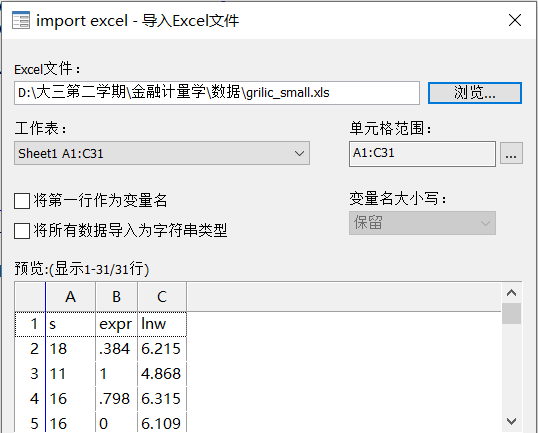 import excel - 导入Excel文件
Excel文件：
D:\大三第二学期\金融计量学\数据\grilic_small.xls
浏览...
工作表：
单元格范围：
Sheet1 A1:C31
A1:C31
...
将第一行作为变量名
变量名大小写：
将所有数据导入为字符串类型
保留
预览:(显示1-31/31行)
A B C
1 s expr lnw
2 18 .384 6.215
3 11 1 4.868
4 16 .798 6.315
5 16 0 6.109